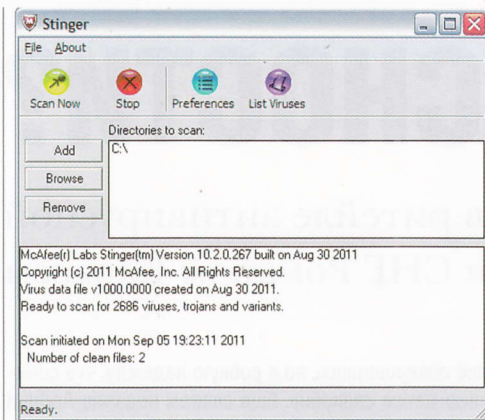 Stinger
File About
Scan Now Stop Preferences List Viruses
Directories to scan:
Add
C:\
Browse
Remove
McAfee(r) Labs Stinger(tm) Version 10.2.0.267 built on Aug 30 2011
Copyright (c) 2011 McAfee, Inc. All Rights Reserved.
Virus data file v1000.0000 created on Aug 30 2011.
Ready to scan for 2686 viruses, trojans and variants.
Scan initiated on Mon Sep 05 19:23:11 2011
Number of clean files: 2
Ready.